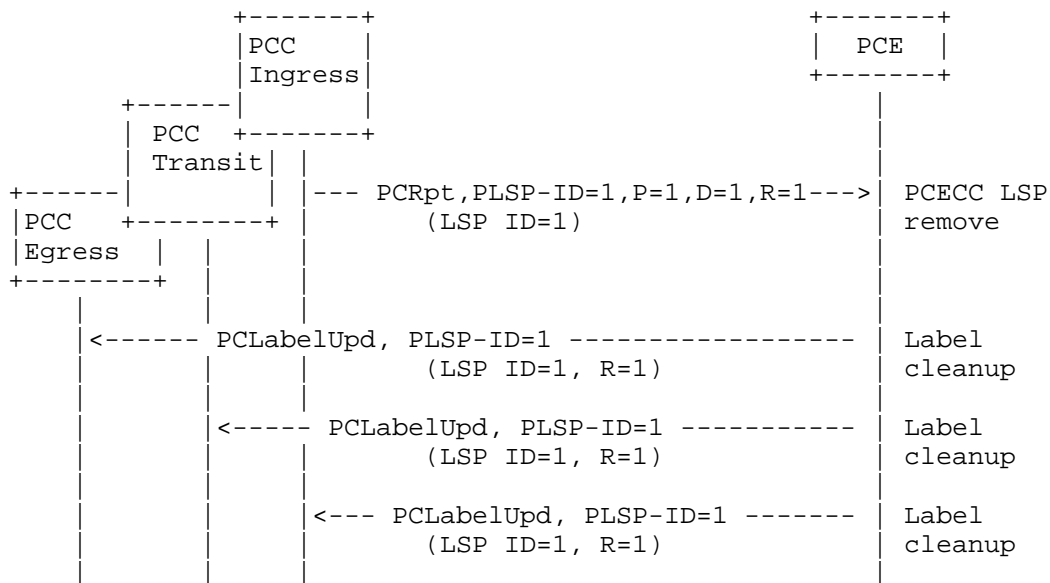 PCC
PCE
Ingress
PCC
Transit
--- PCRpt,PLSP-ID=1,P=1,D=1,R=1---> PCECC LSP
PCC (LSP ID=1) remove
Egress
<------ PCLabelUpd, PLSP-ID=1 ------------------ Label
(LSP ID=1, R=1) cleanup
<----- PCLabelUpd, PLSP-ID=1 ----------- Label
(LSP ID=1, R=1) cleanup
<--- PCLabelUpd, PLSP-ID=1 ------- Label
(LSP ID=1, R=1) cleanup